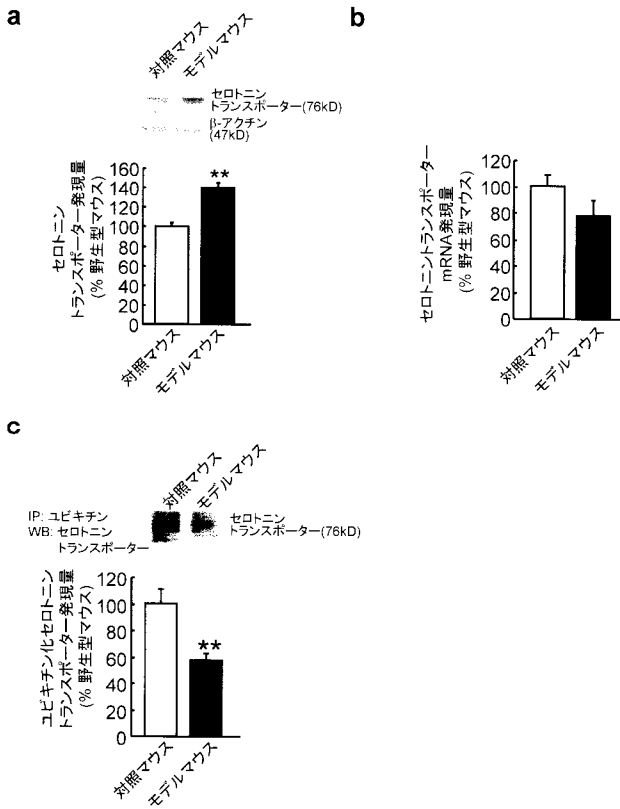 a
対照マウス
モデルマウス
セロトニン
トランスポーター(76kD)
β-アクチン
(47kD)
セロトニン
トランスポーター発現量
(% 野生型マウス)
160
140
120
100
80
60
40
20
0
**
対照マウス
モデルマウス
b
セロトニントランスポーター
mRNA発現量
(% 野生型マウス)
120
100
80
60
40
20
0
対照マウス
モデルマウス
c
対照マウス
モデルマウス
IP: ユビキチン
WB: セロトニン
トランスポーター
セロトニン
トランスポーター(76kD)
ユビキチン化セロトニン
トランスポーター発現量
(% 野生型マウス)
120
100
80
60
40
20
0
**
対照マウス
モデルマウス